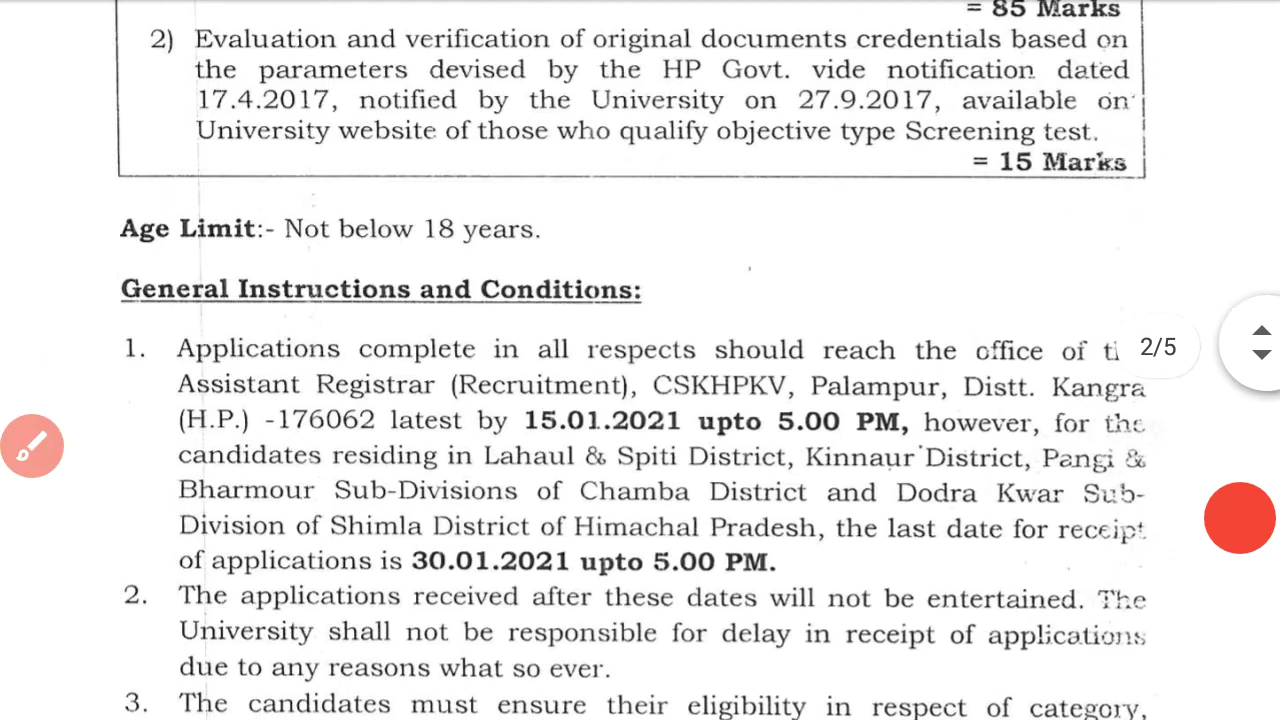 = 85 Marks
2) Evaluation and verification of original documents credentials based on
the parameters devised by the HP Govt. vide notification dated
17.4.2017, notified by the University on 27.9.2017, available on
University website of those who qualify objective type Screening test.
= 15 Marks
Age Limit:- Not below 18 years.
General Instructions and Conditions:
1. Applications complete in all respects should reach the office of
2/5
Assistant Registrar (Recruitment), CSKHPKV, Palampur, Distt. Kangra
(H.P.) -176062 latest by 15.01.2021 upto 5.00 PM, however, for the
candidates residing in Lahaul & Spiti District, Kinnaur District, Pangi &
Bharmour Sub-Divisions of Chamba District and Dodra Kwar Sub-
Division of Shimla District of Himachal Pradesh, the last date for receipt
of applications is 30.01.2021 upto 5.00 PM.
2. The applications received after these dates will not be entertained. The
University shall not be responsible for delay in receipt of applications
due to any reasons what so ever.
3. The candidates must ensure their eligibility in respect of category,